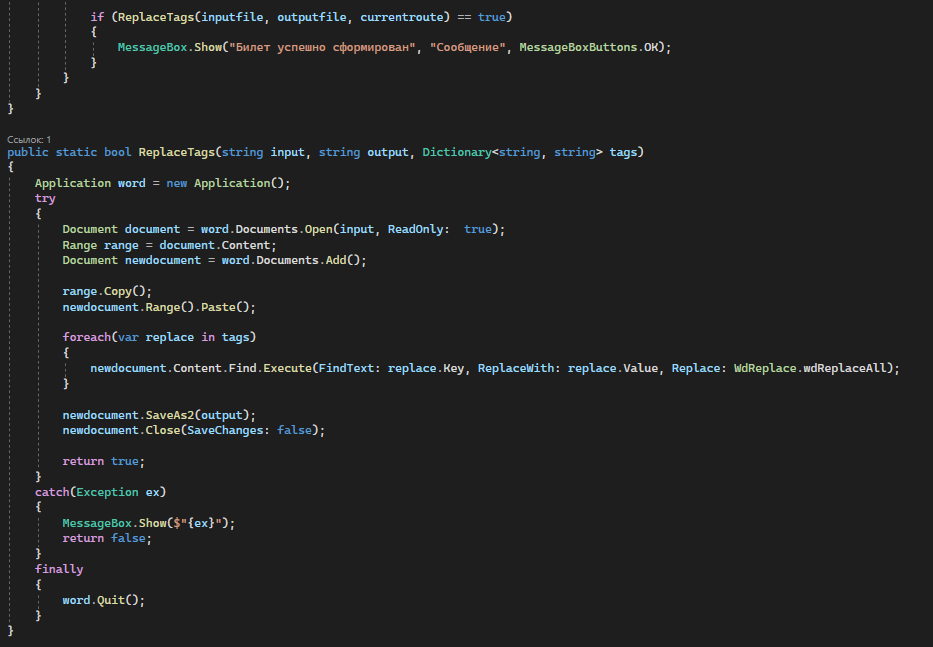 if (ReplaceTags(inputfile, outputfile, currentroute) == true)
{
MessageBox.Show("Билет успешно сформирован", "Сообщение", MessageBoxButtons.OK);
}
}
}
}
Ссылок: 1
public static bool ReplaceTags(string input, string output, Dictionary<string, string> tags)
{
Application word = new Application();
try
{
Document document = word.Documents.Open(input, ReadOnly:  true);
Range range = document.Content;
Document newdocument = word.Documents.Add();
range.Copy();
newdocument.Range().Paste();
foreach(var replace in tags)
{
newdocument.Content.Find.Execute(FindText: replace.Key, ReplaceWith: replace.Value, Replace: WdReplace.wdReplaceAll);
}
newdocument.SaveAs2(output);
newdocument.Close(SaveChanges: false);
return true;
}
catch(Exception ex)
{
MessageBox.Show($"{ex}");
return false;
}
finally
{
word.Quit();
}
}